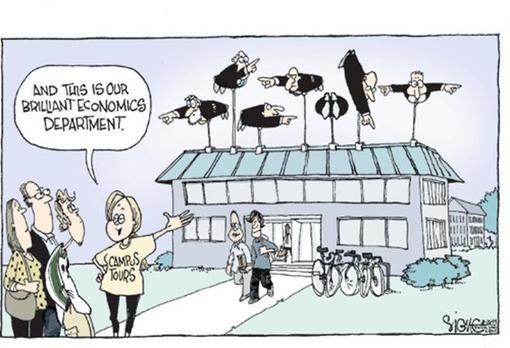 AND THIS IS OUR
BRILLIANT ECONOMICS
DEPARTMENT.
CAMPUS
TOURS